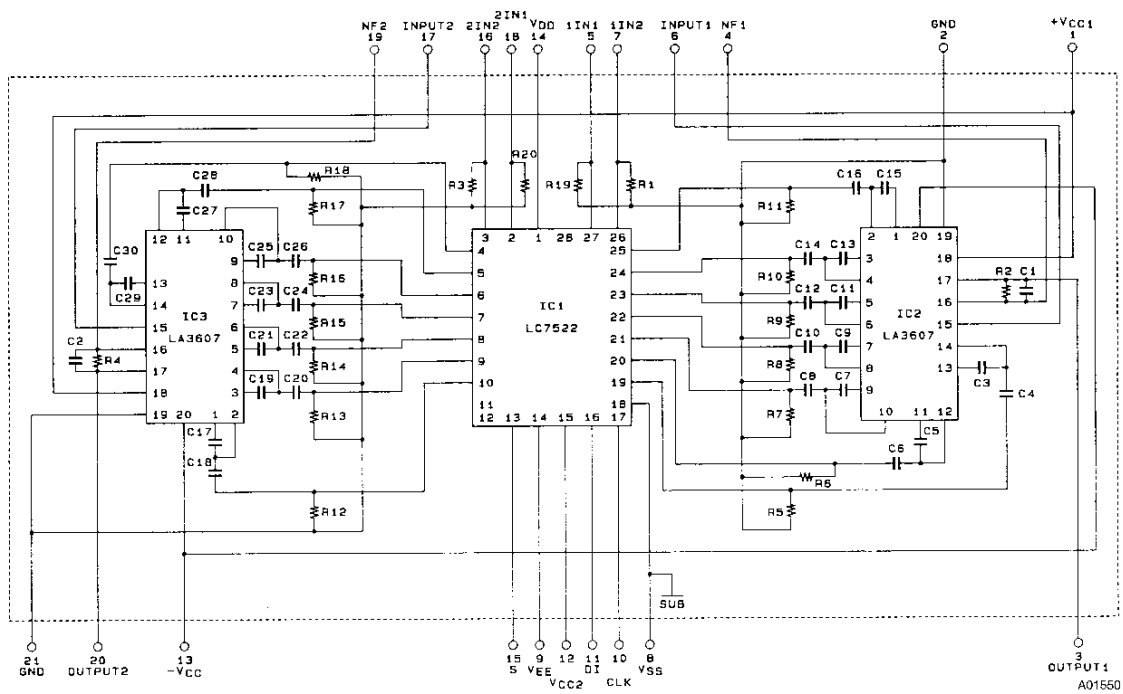 2IN1
NF2 INPUT2 2IN2 VDD 1IN1 1IN2 INPUT1 NF1 GND +VCC1
19 17 16 18 14 5 7 6 4 2 1
R18 R20
C28 R3 R19 R1 C16 C15
C27 R17 R11
12 11 10 3 2 1 28 27 26 2 1 20 19
C30 C25 C26 9 4 25 C14 C13 3 18
13 R16 5 24 R10 4 17 R2 C1
C29 8 C23 C24 6 23 C12 C11 5 16
14 7 R15 IC1 R9 6
IC3 7 LC7522 22 IC2 15
15 LA3607 6 C21 C22 8 21 C10 C9 7 LA3607 14
C2 R4 16 5 R14 9 20 R8 8 13 C3
17 4 C19 C20 10 19 C8 C7 9 C4
18 3 R13 11 18 R7 10 11 12
19 20 1 2 12 13 14 15 16 17 C5
C17 C6
C18 R6
R12 R5
SUB
21 20 13 15 9 12 11 10 8 3
GND OUTPUT2 -VCC S VEE VCC2 DI CLK VSS OUTPUT1
A01550